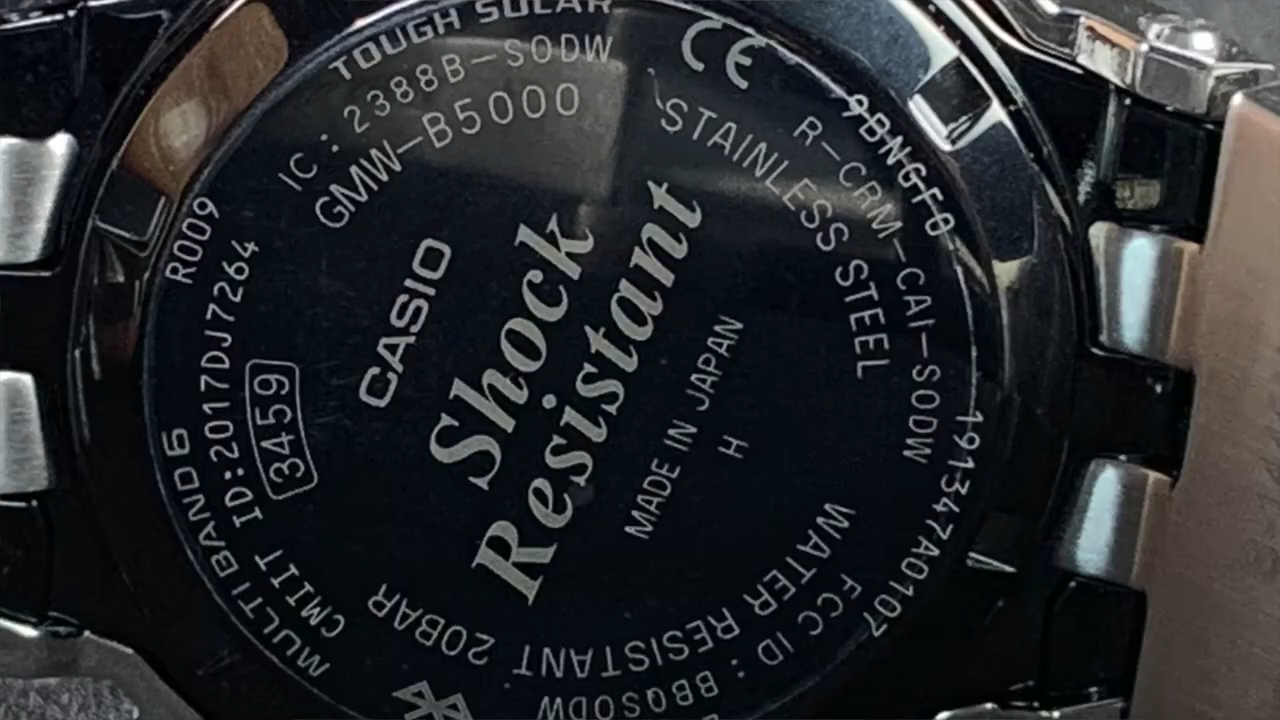 TOUGH SOLAR
IC : 2388B-SODW
GMW-B5000
CASIO
Shock
Resistant
MADE IN JAPAN
H
CE
STAINLESS STEEL
R-CRM-CAI-SODW
191347A0107
WATER RESISTANT 20BAR
FCC ID : BBQSODW
R009
CMIIT ID:2017DJ7264
3459
MULTI BAND 6